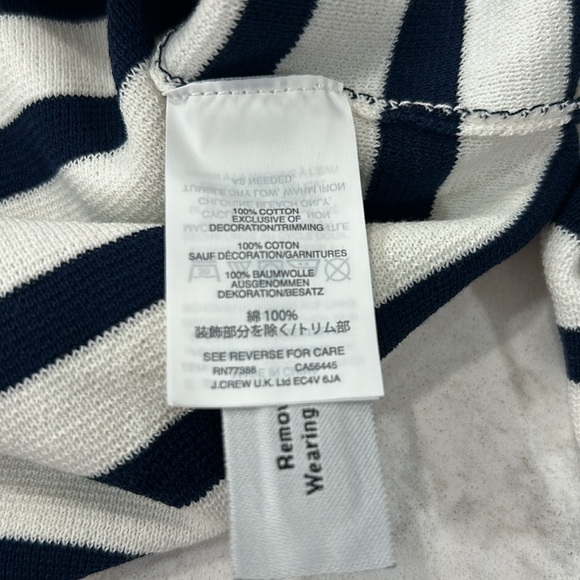 100% COTTON
EXCLUSIVE OF
DECORATION/TRIMMING
100% COTON
SAUF DÉCORATION/GARNITURES
100% BAUMWOLLE
AUSGENOMMEN
DEKORATION/BESATZ
綿 100%
装飾部分を除く/トリム部
SEE REVERSE FOR CARE
RN77388 CA56445
J.CREW U.K. Ltd EC4V 6JA
Remov
Wearing